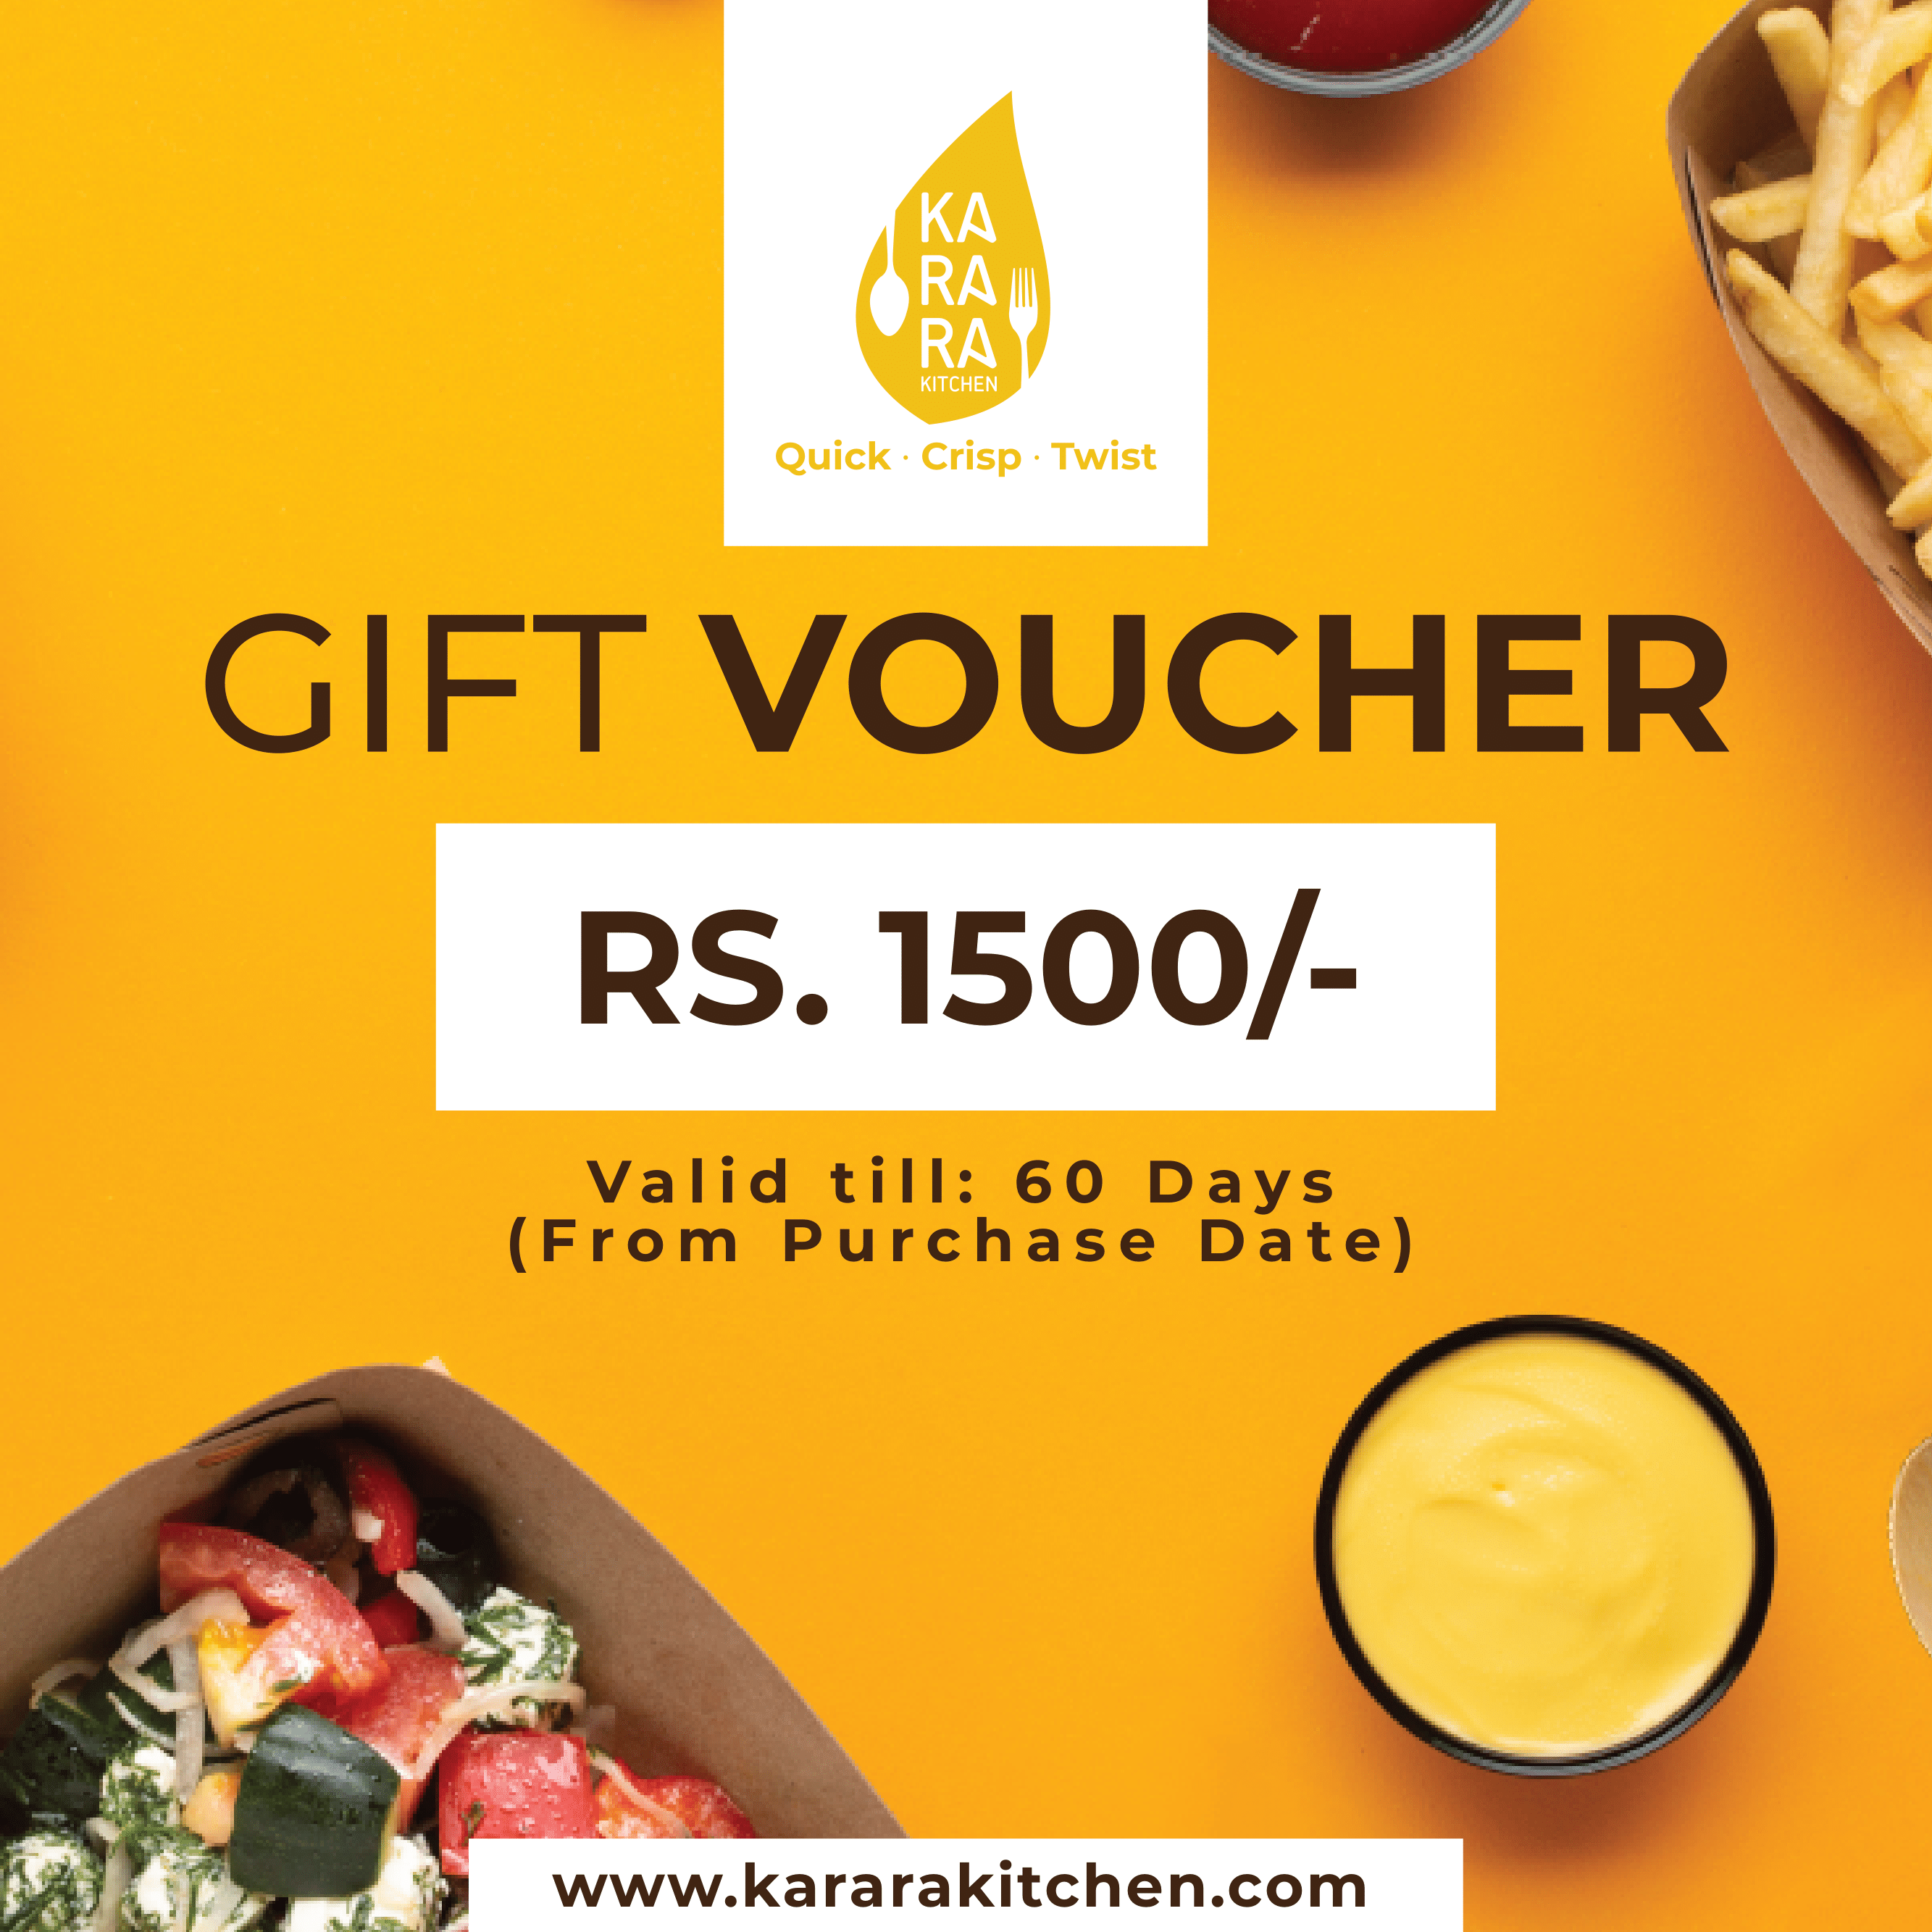 KA
RA
RA
KITCHEN
Quick · Crisp · Twist
GIFT VOUCHER
RS. 1500/-
Valid till: 60 Days
(From Purchase Date)
www.kararakitchen.com